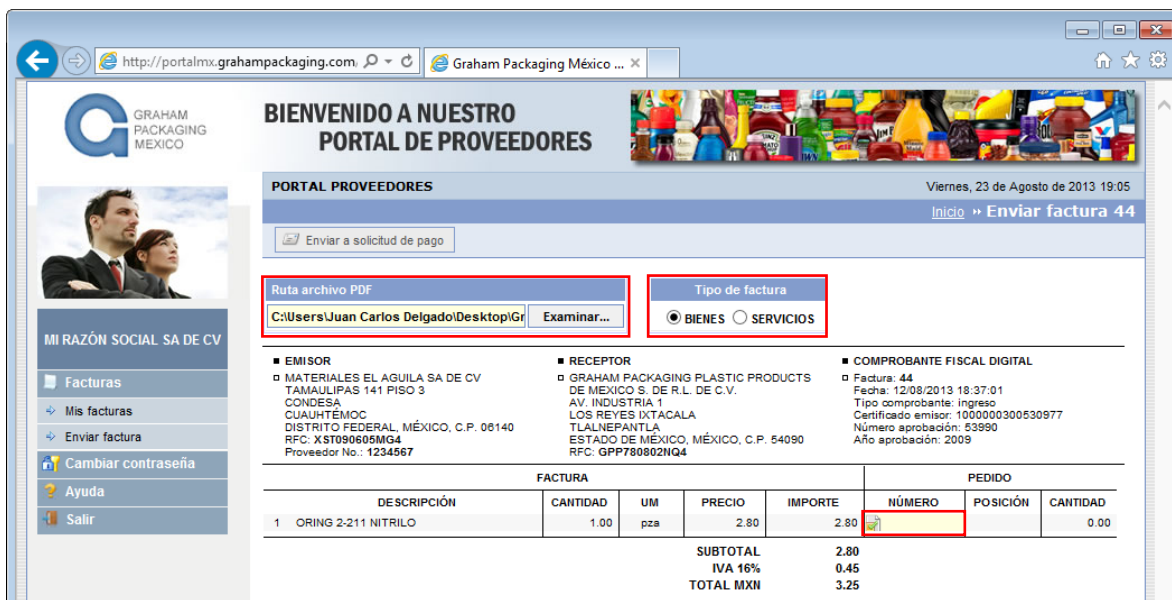 http://portalmx.grahampackaging.com,
Graham Packaging México ...
GRAHAM
PACKAGING
MEXICO
BIENVENIDO A NUESTRO
PORTAL DE PROVEEDORES
PORTAL PROVEEDORES
Viernes, 23 de Agosto de 2013 19:05
Inicio » Enviar factura 44
Enviar a solicitud de pago
Ruta archivo PDF
Tipo de factura
C:\Users\Juan Carlos Delgado\Desktop\Gr Examinar...
BIENES SERVICIOS
MI RAZÓN SOCIAL SA DE CV
Facturas
Mis facturas
Enviar factura
Cambiar contraseña
Ayuda
Salir
EMISOR
MATERIALES EL AGUILA SA DE CV
TAMAULIPAS 141 PISO 3
CONDESA
CUAUHTÉMOC
DISTRITO FEDERAL, MÉXICO, C.P. 06140
RFC: XST090605MG4
Proveedor No.: 1234567
RECEPTOR
GRAHAM PACKAGING PLASTIC PRODUCTS
DE MEXICO S. DE R.L. DE C.V.
AV. INDUSTRIA 1
LOS REYES IXTACALA
TLALNEPANTLA
ESTADO DE MÉXICO, MÉXICO, C.P. 54090
RFC: GPP780802NQ4
COMPROBANTE FISCAL DIGITAL
Factura: 44
Fecha: 12/08/2013 18:37:01
Tipo comprobante: ingreso
Certificado emisor: 1000000300530977
Número aprobación: 53990
Año aprobación: 2009
FACTURA PEDIDO
DESCRIPCIÓN CANTIDAD UM PRECIO IMPORTE NÚMERO POSICIÓN CANTIDAD
1 ORING 2-211 NITRILO 1.00 pza 2.80 2.80 0.00
SUBTOTAL 2.80
IVA 16% 0.45
TOTAL MXN 3.25